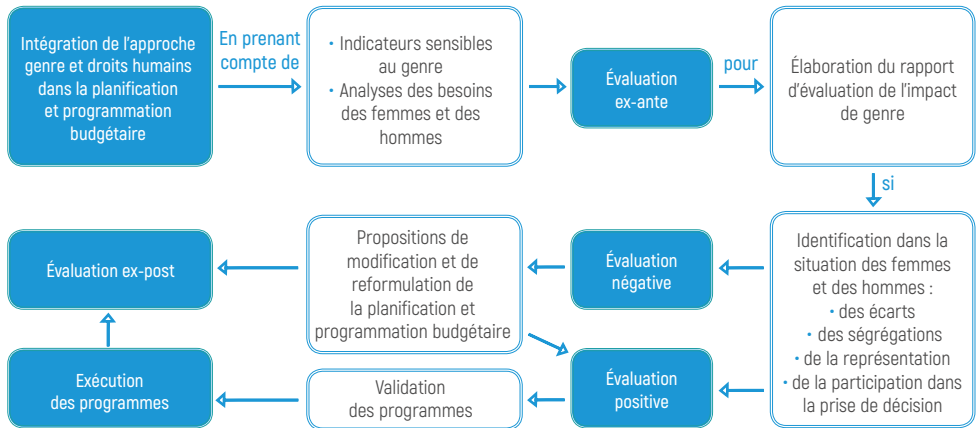 Intégration de l'approche
genre et droits humains
dans la planification
et programmation
budgétaire
En prenant
compte de
• Indicateurs sensibles
au genre
• Analyses des besoins
des femmes et des
hommes
Évaluation
ex-ante
pour
Élaboration du rapport
d'évaluation de l'impact
de genre
si
Identification dans la
situation des femmes
et des hommes :
• des écarts
• des ségrégations
• de la représentation
• de la participation dans
la prise de décision
Évaluation
négative
Propositions de
modification et de
reformulation de
la planification et
programmation budgétaire
Évaluation ex-post
Évaluation
positive
Validation
des programmes
Exécution
des programmes